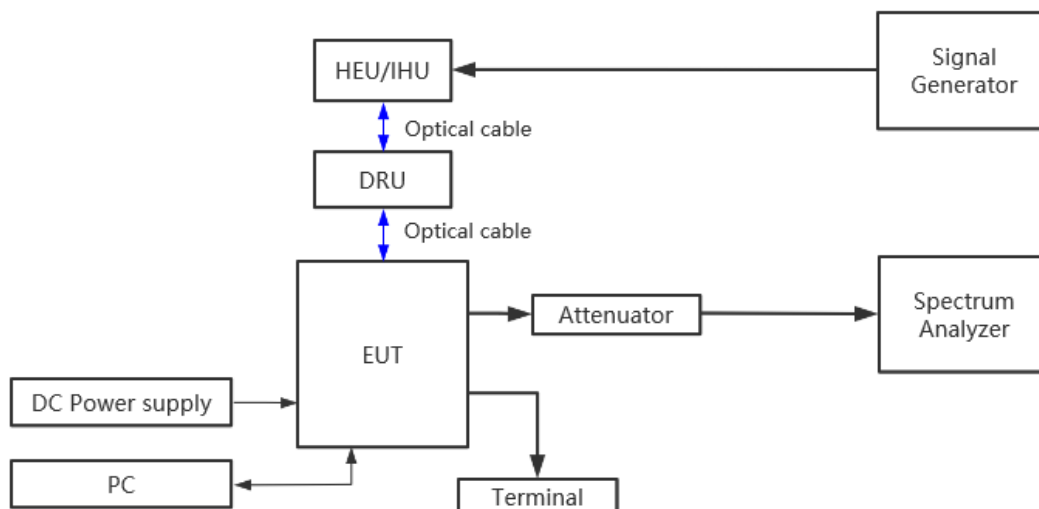 HEU/IHU
Signal
Generator
Optical cable
DRU
Optical cable
EUT
Attenuator
Spectrum
Analyzer
DC Power supply
PC
Terminal